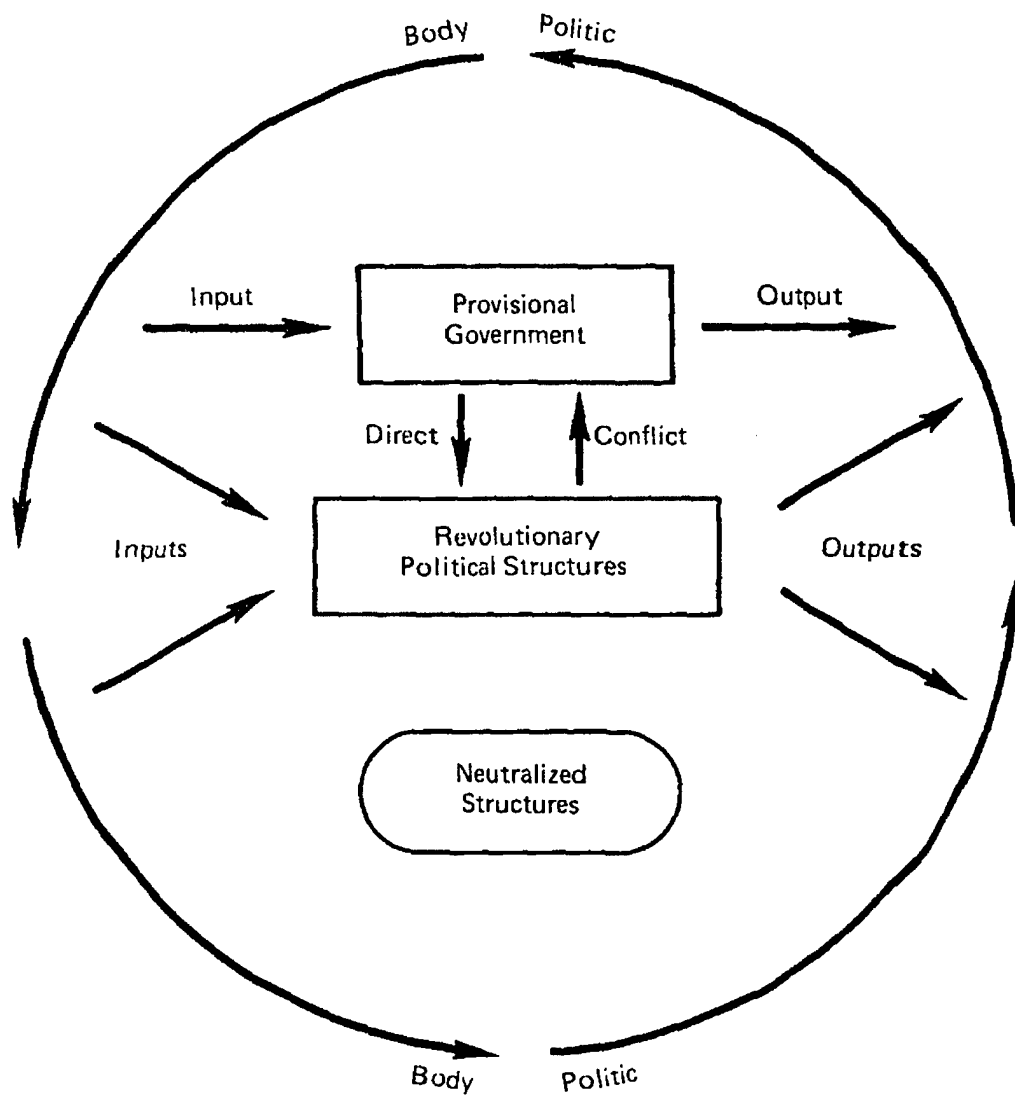 Body Politic
Input
Provisional
Government
Output
Direct
Conflict
Inputs
Revolutionary
Political Structures
Outputs
Neutralized
Structures
Body Politic